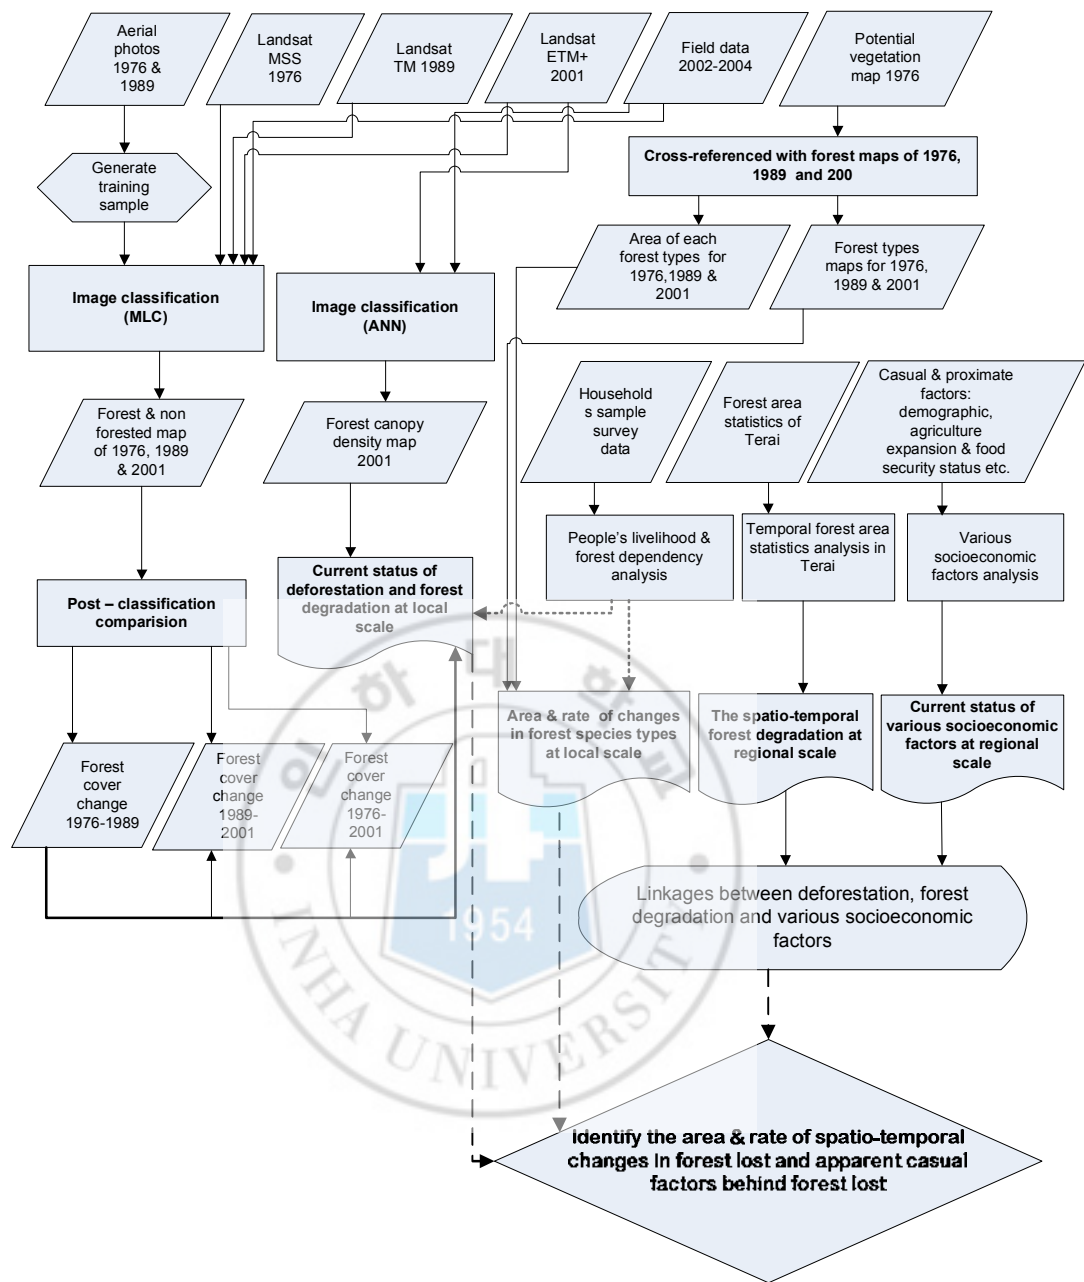 Aerial
photos
1976 &
1989
Landsat
MSS
1976
Landsat
TM 1989
Landsat
ETM+
2001
Field data
2002-2004
Potential
vegetation
map 1976
Generate
training
sample
Cross-referenced with forest maps of 1976,
1989 and 200
Area of each
forest types for
1976,1989 &
2001
Forest types
maps for 1976,
1989 & 2001
Image classification
(MLC)
Image classification
(ANN)
Forest & non
forested map
of 1976, 1989
& 2001
Forest canopy
density map
2001
Household
s sample
survey
data
Forest area
statistics of
Terai
Casual & proximate
factors:
demographic,
agriculture
expansion & food
security status etc.
People's livelihood &
forest dependency
analysis
Temporal forest area
statistics analysis in
Terai
Various
socioeconomic
factors analysis
Post – classification
comparision
Current status of
deforestation and forest
degradation at local
scale
Area & rate of changes
in forest species types
at local scale
The spatio-temporal
forest degradation at
regional scale
Current status of
various socioeconomic
factors at regional
scale
Forest
cover
change
1976-1989
Forest
cover
change
1989-
2001
Forest
cover
change
1976-
2001
Linkages between deforestation, forest
degradation and various socioeconomic
factors
Identify the area & rate of spatio-temporal
changes in forest lost and apparent casual
factors behind forest lost
인하대학교
1954
INHA UNIVERSITY